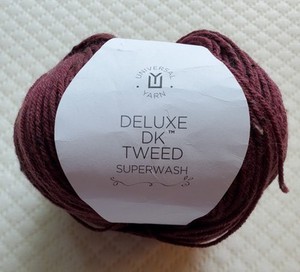 UNIVERSAL
YARN
DELUXE
DK™
TWEED
SUPERWASH